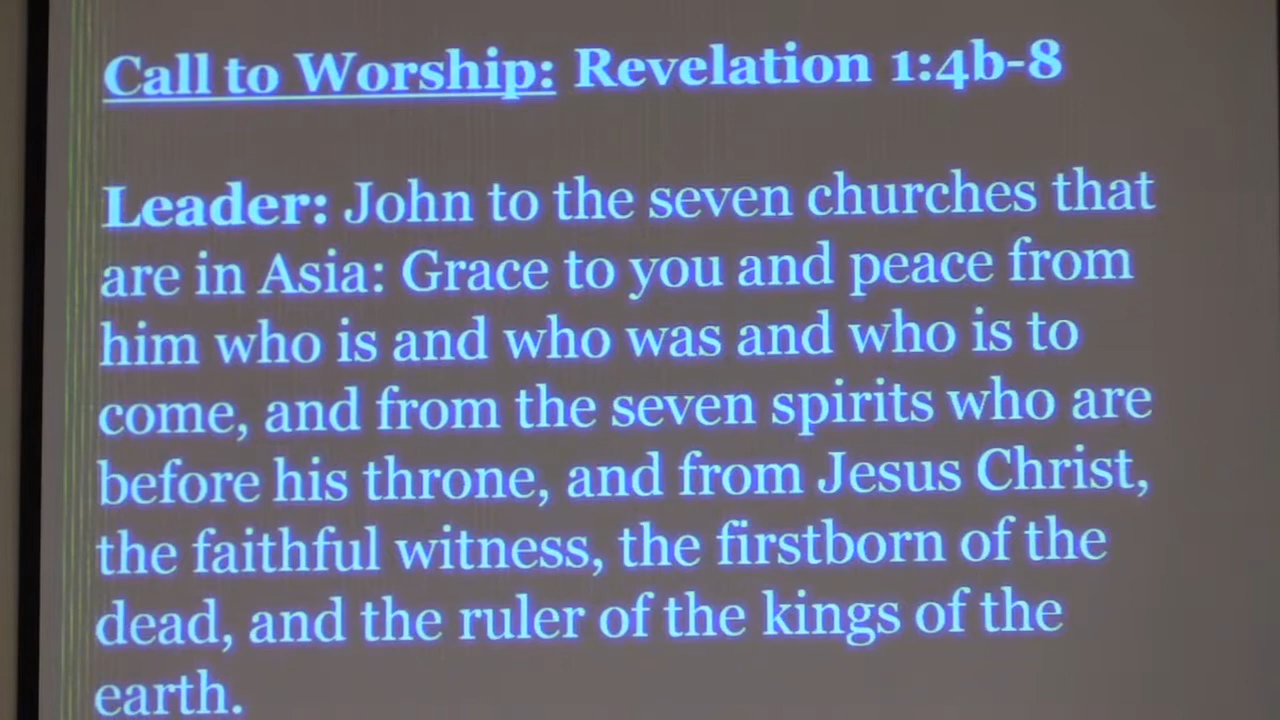 Call to Worship: Revelation 1:4b-8
Leader: John to the seven churches that
are in Asia: Grace to you and peace from
him who is and who was and who is to
come, and from the seven spirits who are
before his throne, and from Jesus Christ,
the faithful witness, the firstborn of the
dead, and the ruler of the kings of the
earth.